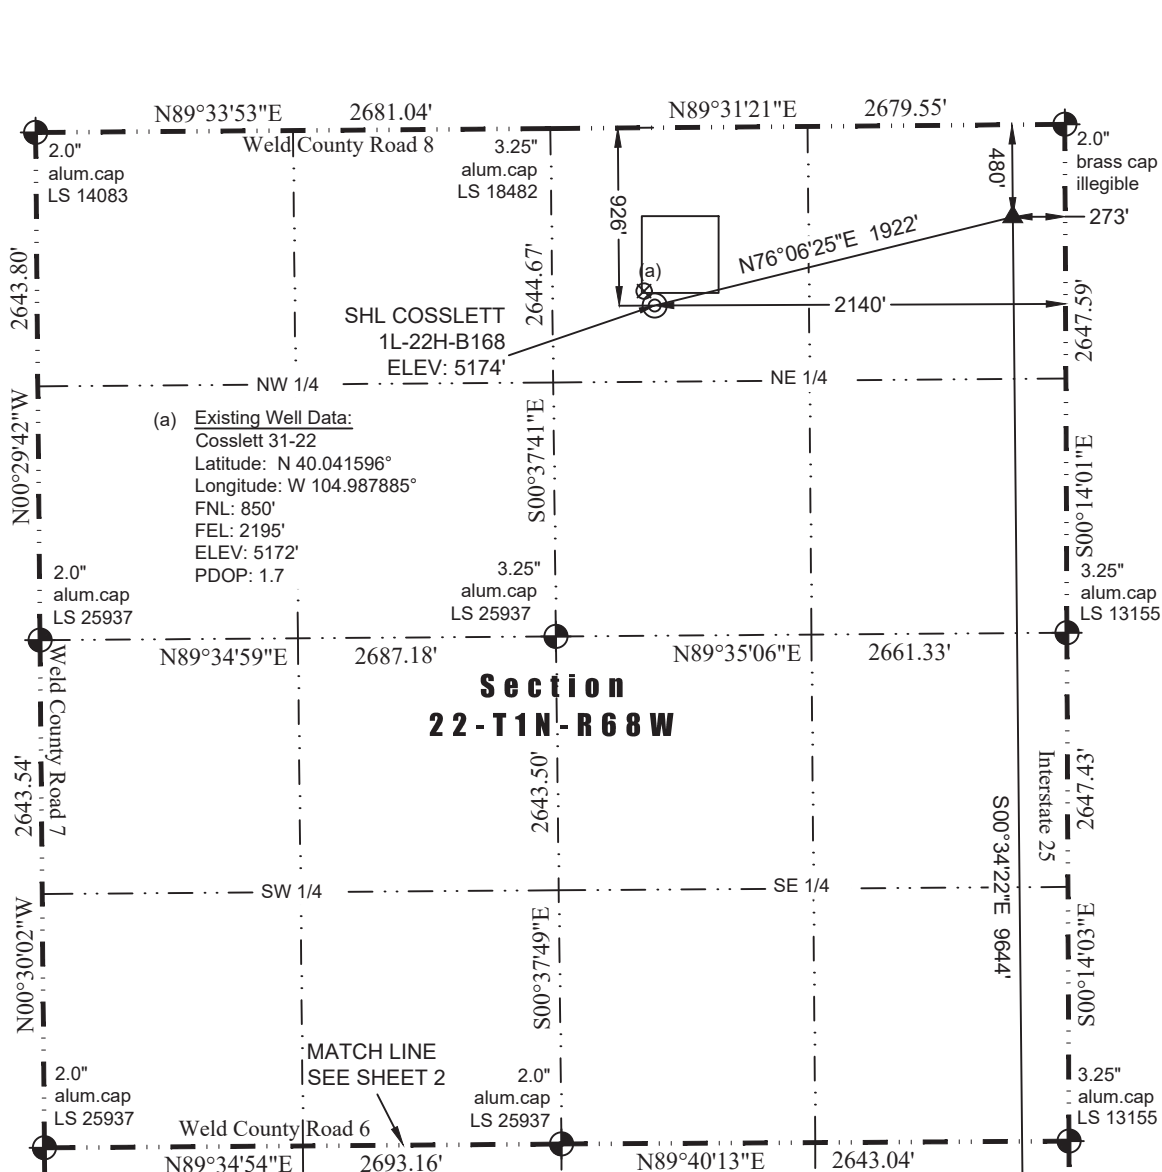 N89°33'53"E 2681.04' N89°31'21"E 2679.55'
Weld County Road 8
2.0"
alum.cap
LS 14083
3.25"
alum.cap
LS 18482
2.0"
brass cap
illegible
480'
273'
926'
N76°06'25"E 1922'
(a)
2140'
2643.80'
2644.67'
2647.59'
SHL COSSLETT
1L-22H-B168
ELEV: 5174'
NW 1/4
NE 1/4
N00°29'42"W
S00°37'41"E
S00°14'01"E
(a) Existing Well Data:
Cosslett 31-22
Latitude: N 40.041596°
Longitude: W 104.987885°
FNL: 850'
FEL: 2195'
ELEV: 5172'
PDOP: 1.7
2.0"
alum.cap
LS 25937
3.25"
alum.cap
LS 25937
3.25"
alum.cap
LS 13155
N89°34'59"E 2687.18' N89°35'06"E 2661.33'
Section
22-T1N-R68W
Weld County Road 7
2643.54'
2643.50'
Interstate 25
2647.43'
S00°34'22"E 9644'
SW 1/4
SE 1/4
N00°30'02"W
S00°37'49"E
S00°14'03"E
MATCH LINE
SEE SHEET 2
2.0"
alum.cap
LS 25937
2.0"
alum.cap
LS 25937
3.25"
alum.cap
LS 13155
Weld County Road 6
N89°34'54"E 2693.16' N89°40'13"E 2643.04'